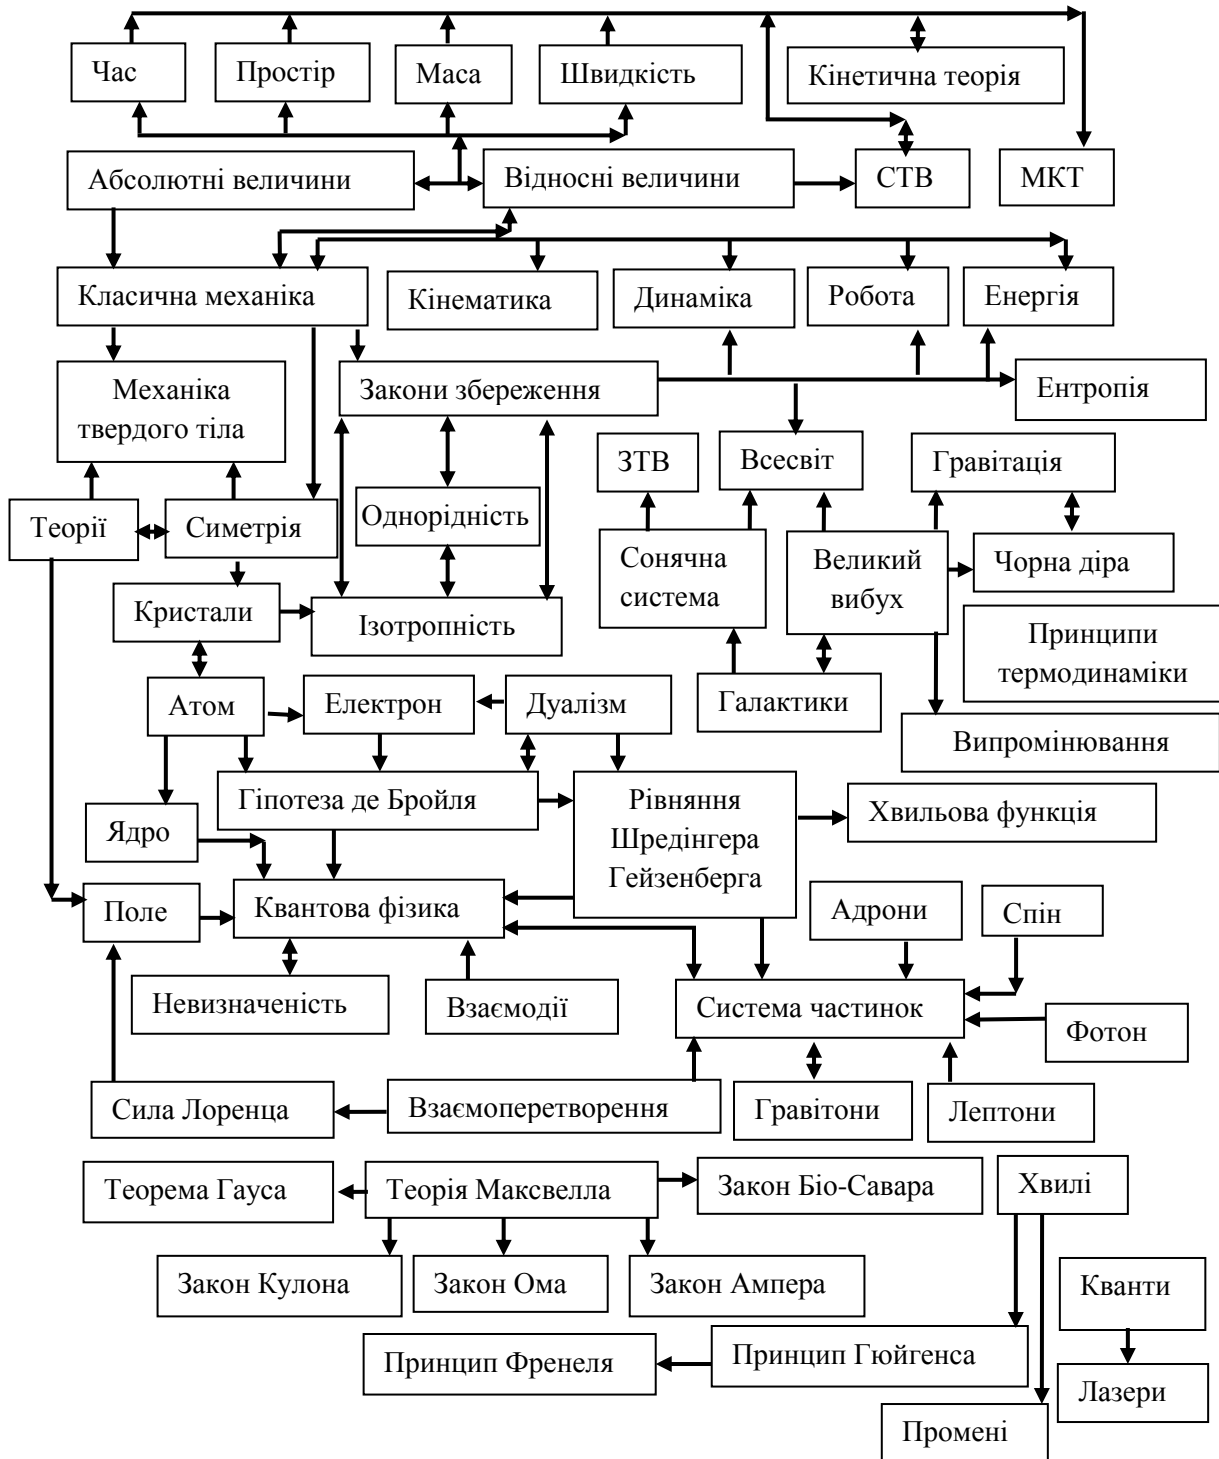 Час
Простір
Маса
Швидкість
Кінетична теорія
Абсолютні величини
Відносні величини
СТВ
МКТ
Класична механіка
Кінематика
Динаміка
Робота
Енергія
Механіка
твердого тіла
Закони збереження
Ентропія
ЗТВ
Всесвіт
Гравітація
Теорії
Симетрія
Однорідність
Сонячна
система
Великий
вибух
Чорна діра
Кристали
Ізотропність
Принципи
термодинаміки
Атом
Електрон
Дуалізм
Галактики
Випромінювання
Гіпотеза де Бройля
Рівняння
Шредінгера
Гейзенберга
Хвильова функція
Ядро
Поле
Квантова фізика
Адрони
Спін
Невизначеність
Взаємодії
Система частинок
Фотон
Сила Лоренца
Взаємоперетворення
Гравітони
Лептони
Теорема Гауса
Теорія Максвелла
Закон Біо-Савара
Хвилі
Закон Кулона
Закон Ома
Закон Ампера
Кванти
Принцип Френеля
Принцип Гюйгенса
Лазери
Промені